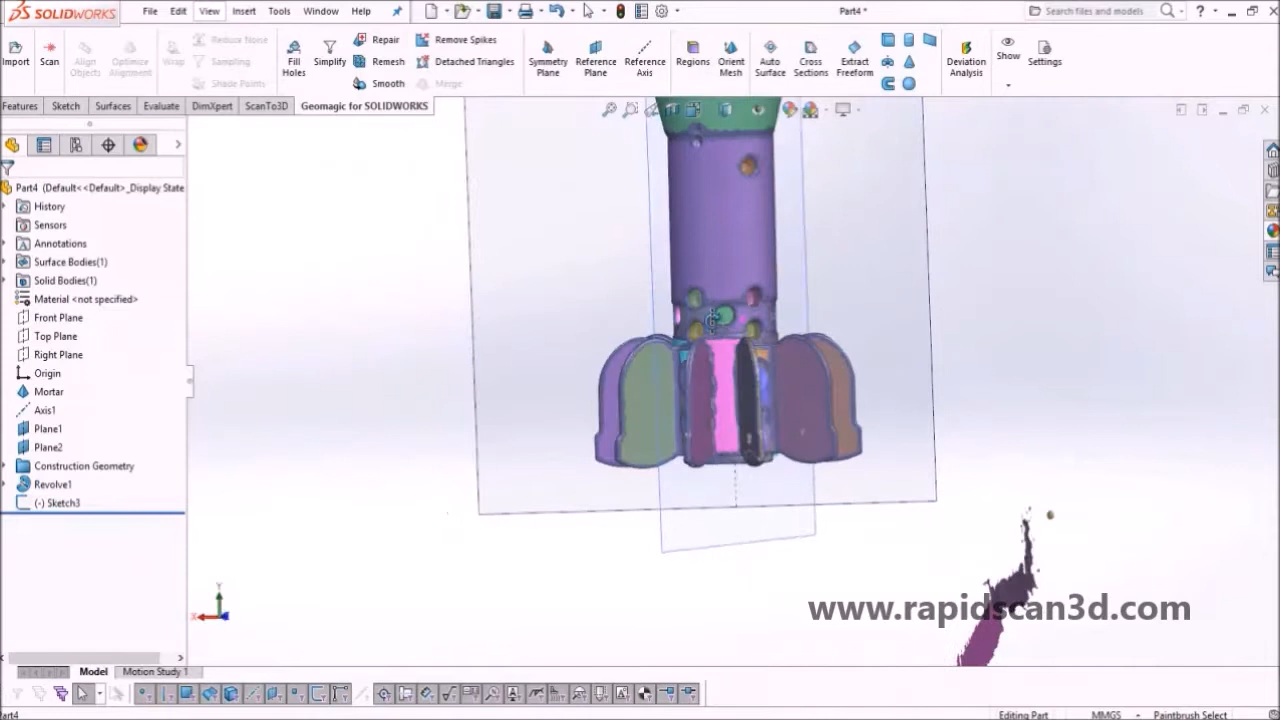 SOLIDWORKS File Edit View Insert Tools Window Help Part4 * Search files and models
Import Scan Align Objects Optimize Alignment Wrap Reduce Noise Sampling Shade Points Fill Holes Simplify Repair Remesh Smooth Remove Spikes Detached Triangles Merge Symmetry Plane Reference Plane Reference Axis Regions Orient Mesh Auto Surface Cross Sections Extract Freeform Deviation Analysis Show Settings
Features Sketch Surfaces Evaluate DimXpert ScanTo3D Geomagic for SOLIDWORKS
Part4 (Default<<Default>_Display State
History
Sensors
Annotations
Surface Bodies(1)
Solid Bodies(1)
Material <not specified>
Front Plane
Top Plane
Right Plane
Origin
Mortar
Axis1
Plane1
Plane2
Construction Geometry
Revolve1
(-) Sketch3
Y
X
www.rapidscan3d.com
Model Motion Study 1
Part4 Editing Part MMGS - Paintbrush Select